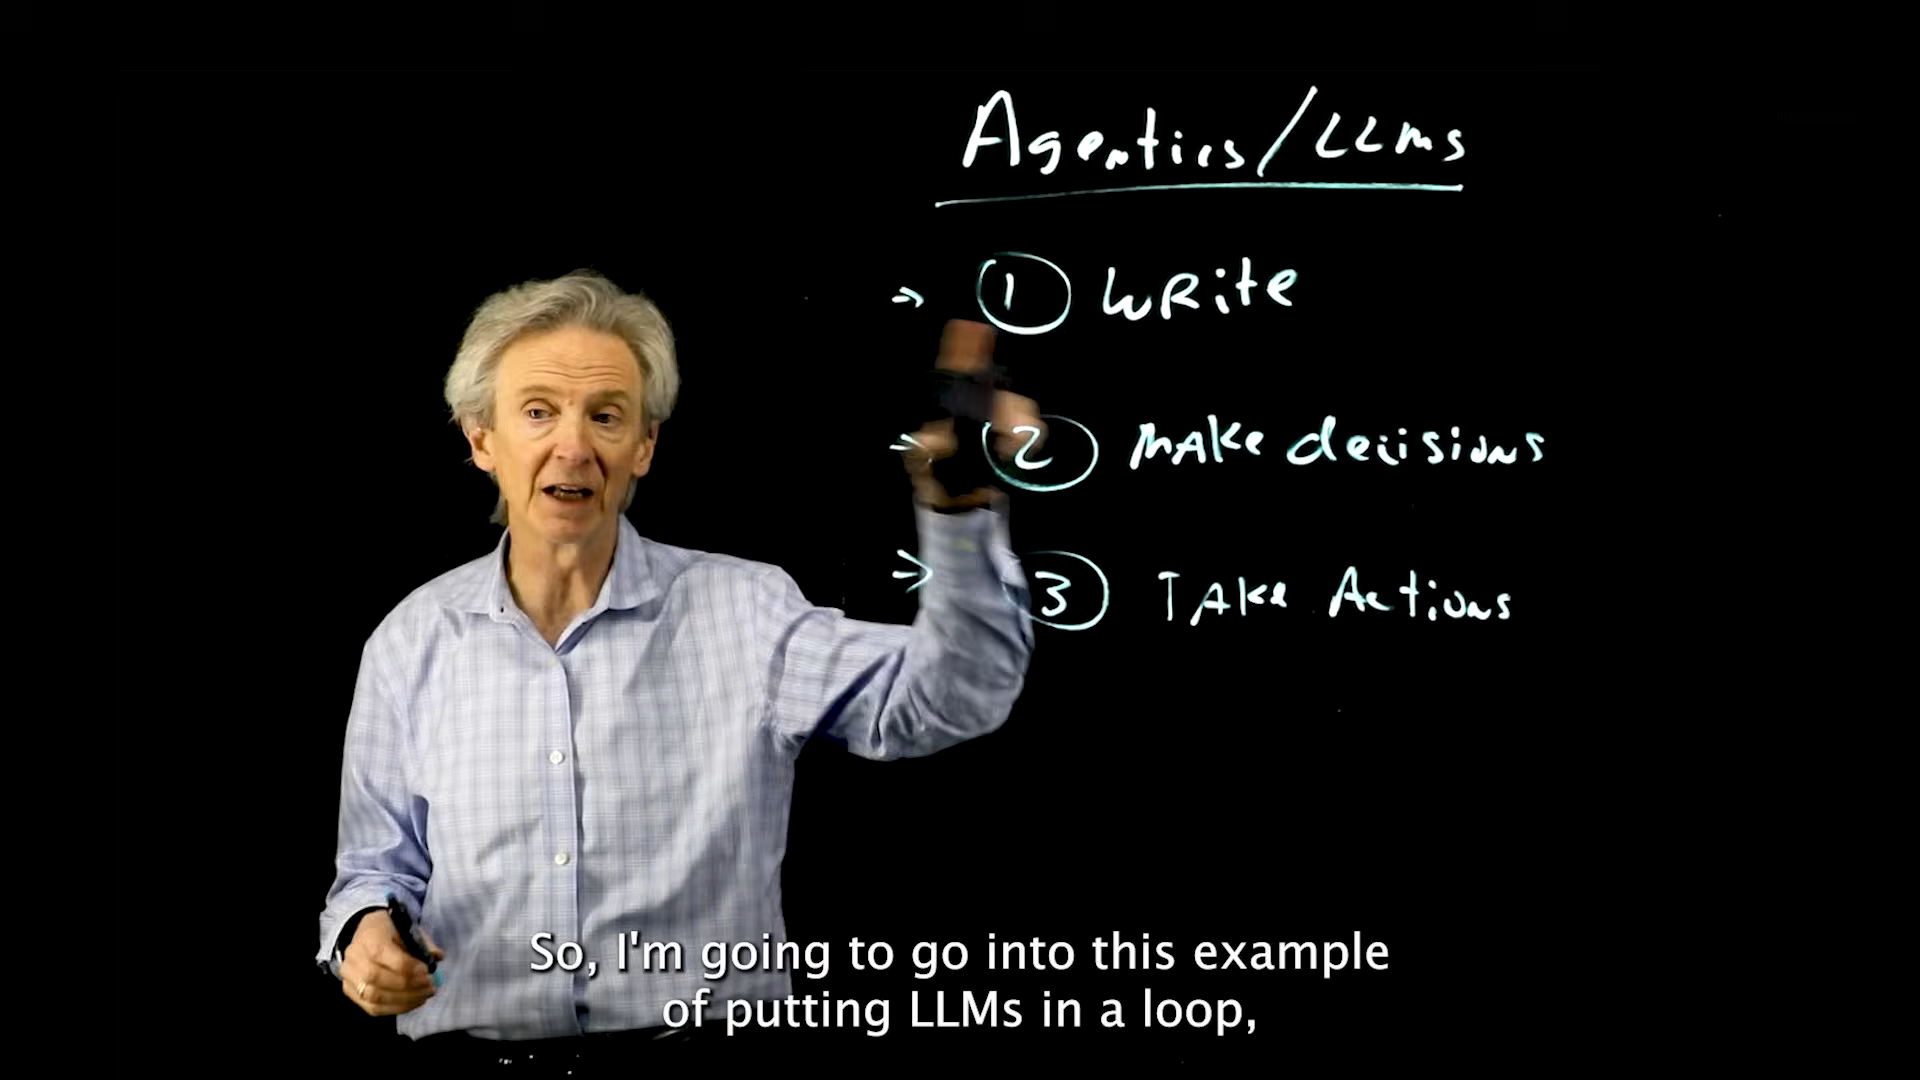 Agentics/LLMs
→ 1 WRite
→ 2 MAke decisions
→ 3 TAke Actions
So, I'm going to go into this example
of putting LLMs in a loop,